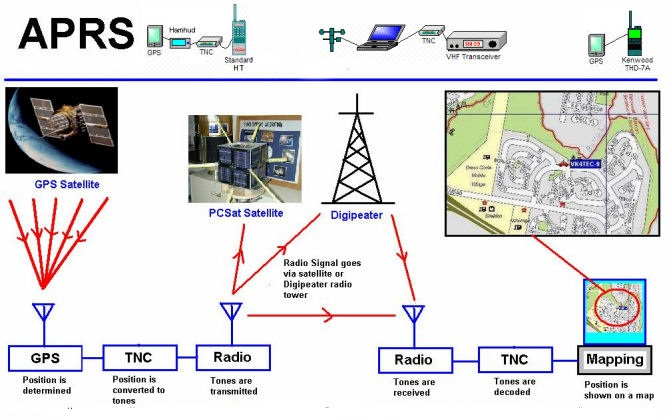 APRS
GPS
Hamhud
TNC
Standard
HT
TNC
VHF Transceiver
GPS
Kenwood
THD-7A
GPS Satellite
PCSat Satellite
Digipeater
VK4TEC-9
Radio Signal goes
via satellite or
Digipeater radio
tower
GPS
TNC
Radio
Radio
TNC
Mapping
Position is
determined
Position is
converted to
tones
Tones are
transmitted
Tones are
received
Tones are
decoded
Position is
shown on a map